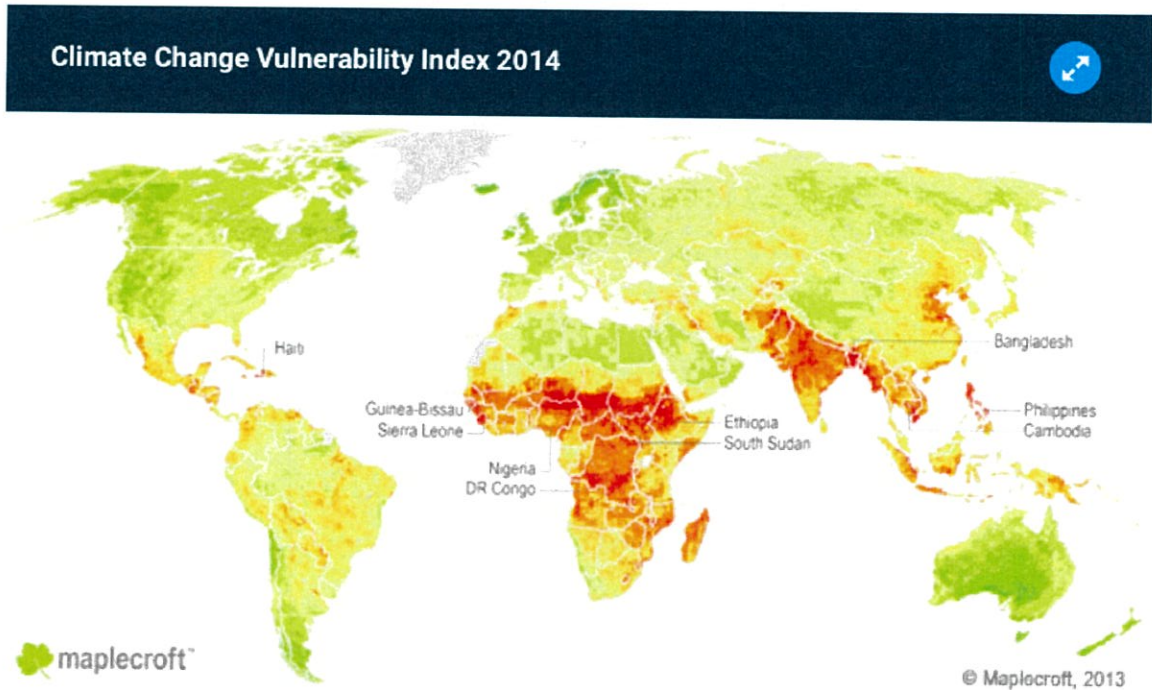 Climate Change Vulnerability Index 2014
Haiti
Bangladesh
Guinea-Bissau
Sierra Leone
Ethiopia
South Sudan
Philippines
Cambodia
Nigeria
DR Congo
maplecroft™
© Maplecroft, 2013